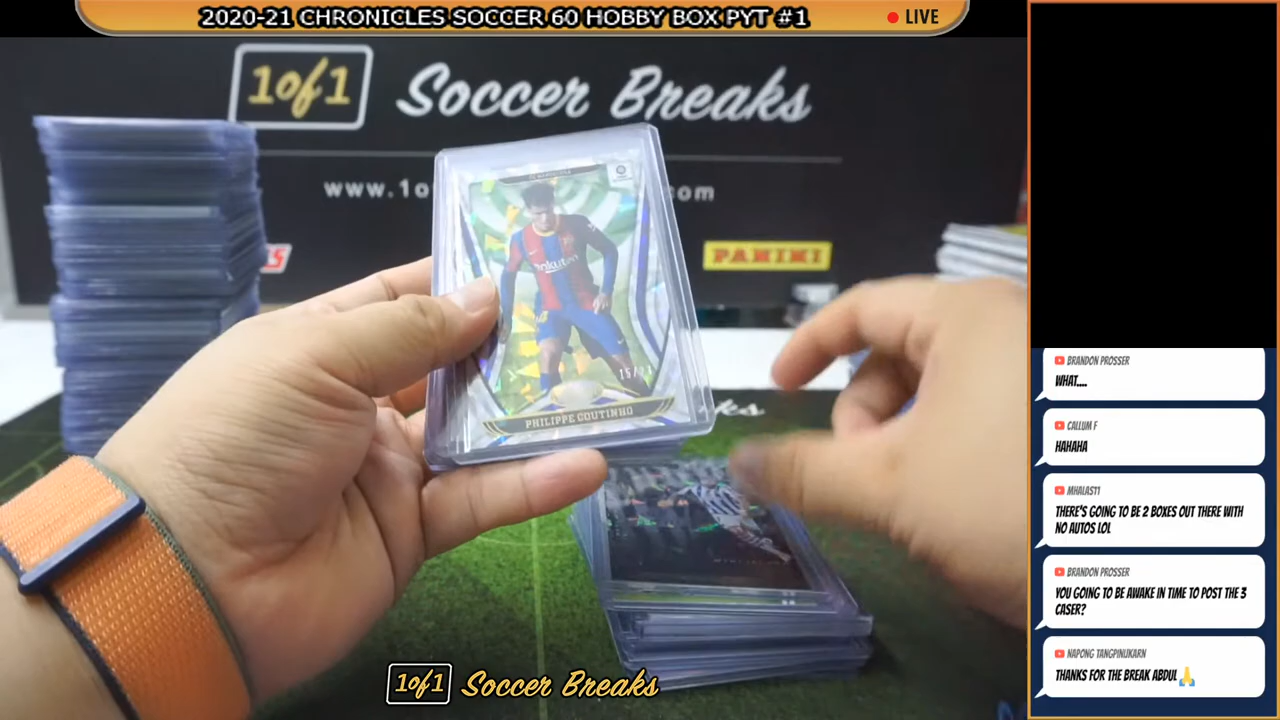 2020-21 CHRONICLES SOCCER 60 HOBBY BOX PYT #1
LIVE
1of1 Soccer Breaks
PANINI
Rakuten
15/21
PHILIPPE COUTINHO
1of1 Soccer Breaks
BRANDON PROSSER
WHAT....
CALLUM F
HAHAHA
MHALAS11
THERE'S GOING TO BE 2 BOXES OUT THERE WITH
NO AUTOS LOL
BRANDON PROSSER
YOU GOING TO BE AWAKE IN TIME TO POST THE 3
CASER?
NAPONG TANGPINIJKARN
THANKS FOR THE BREAK ABDUL🙏